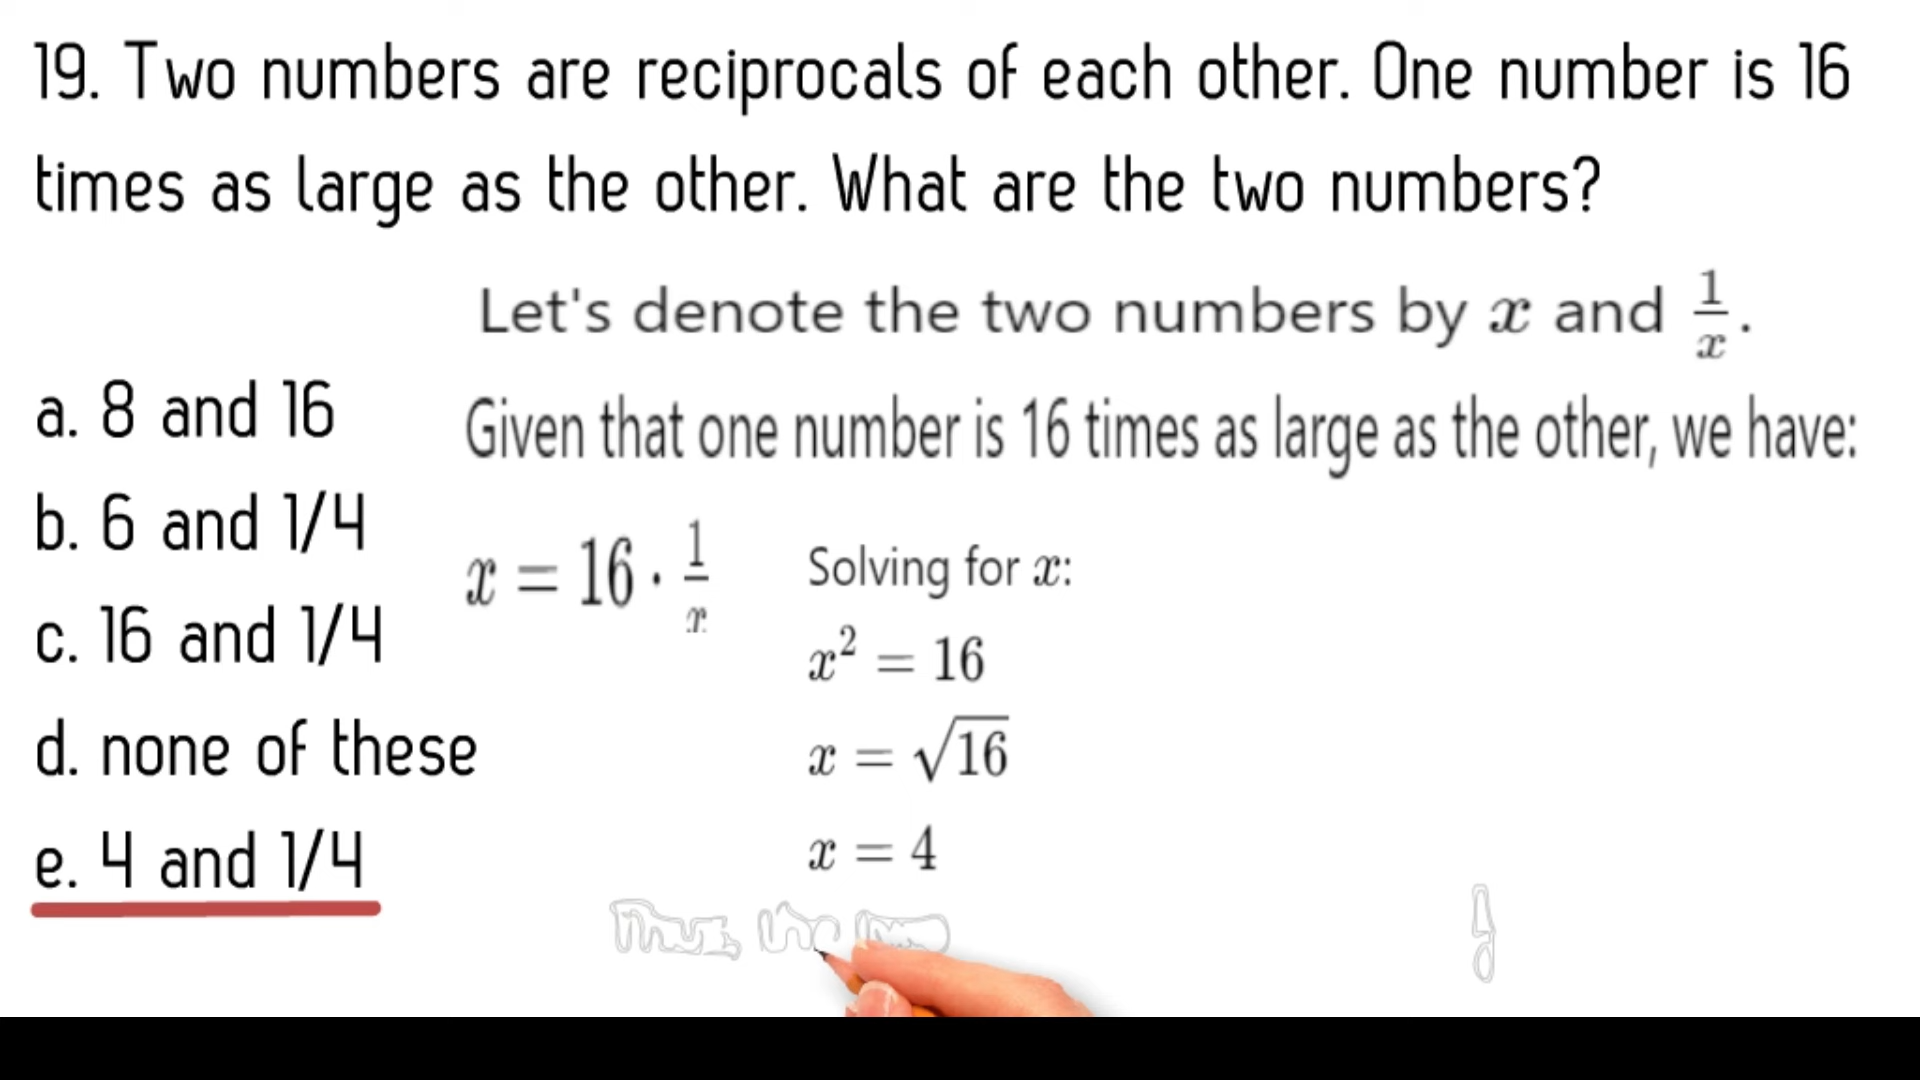 19. Two numbers are reciprocals of each other. One number is 16
times as large as the other. What are the two numbers?
Let's denote the two numbers by x and 1/x.
a. 8 and 16
Given that one number is 16 times as large as the other, we have:
b. 6 and 1/4
x = 16 · 1/x
Solving for x:
c. 16 and 1/4
x² = 16
d. none of these
x = √16
e. 4 and 1/4
x = 4
Thus, the